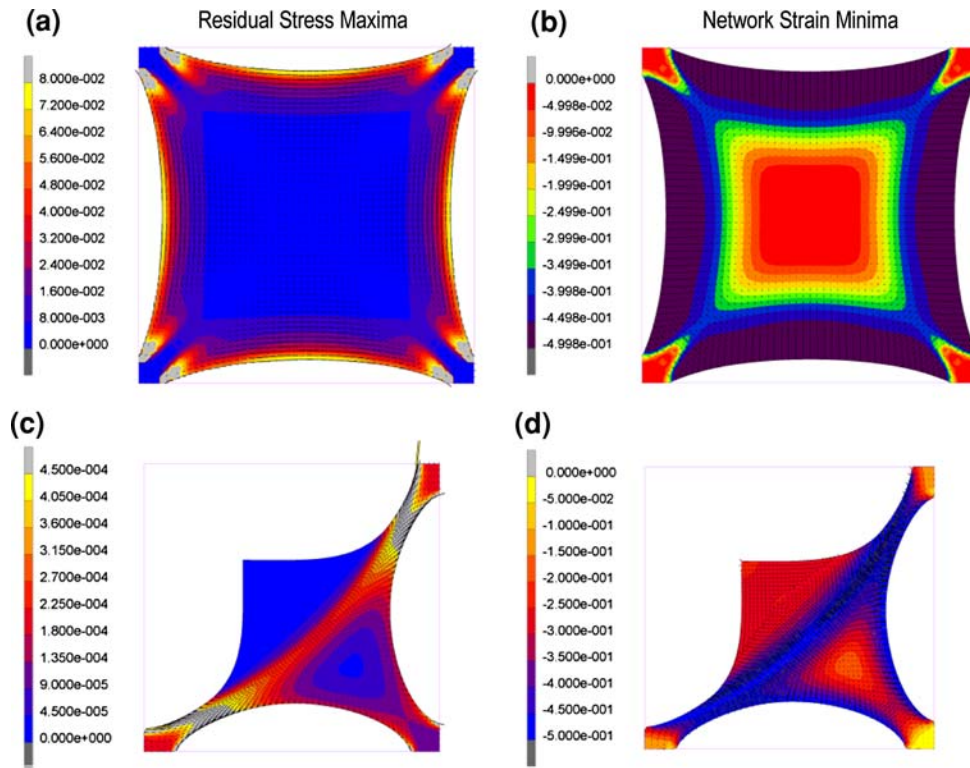 (a)
Residual Stress Maxima
8.000e-002
7.200e-002
6.400e-002
5.600e-002
4.800e-002
4.000e-002
3.200e-002
2.400e-002
1.600e-002
8.000e-003
0.000e+000
(b)
Network Strain Minima
0.000e+000
-4.998e-002
-9.996e-002
-1.499e-001
-1.999e-001
-2.499e-001
-2.999e-001
-3.499e-001
-3.998e-001
-4.498e-001
-4.998e-001
(c)
4.500e-004
4.050e-004
3.600e-004
3.150e-004
2.700e-004
2.250e-004
1.800e-004
1.350e-004
9.000e-005
4.500e-005
0.000e+000
(d)
0.000e+000
-5.000e-002
-1.000e-001
-1.500e-001
-2.000e-001
-2.500e-001
-3.000e-001
-3.500e-001
-4.000e-001
-4.500e-001
-5.000e-001